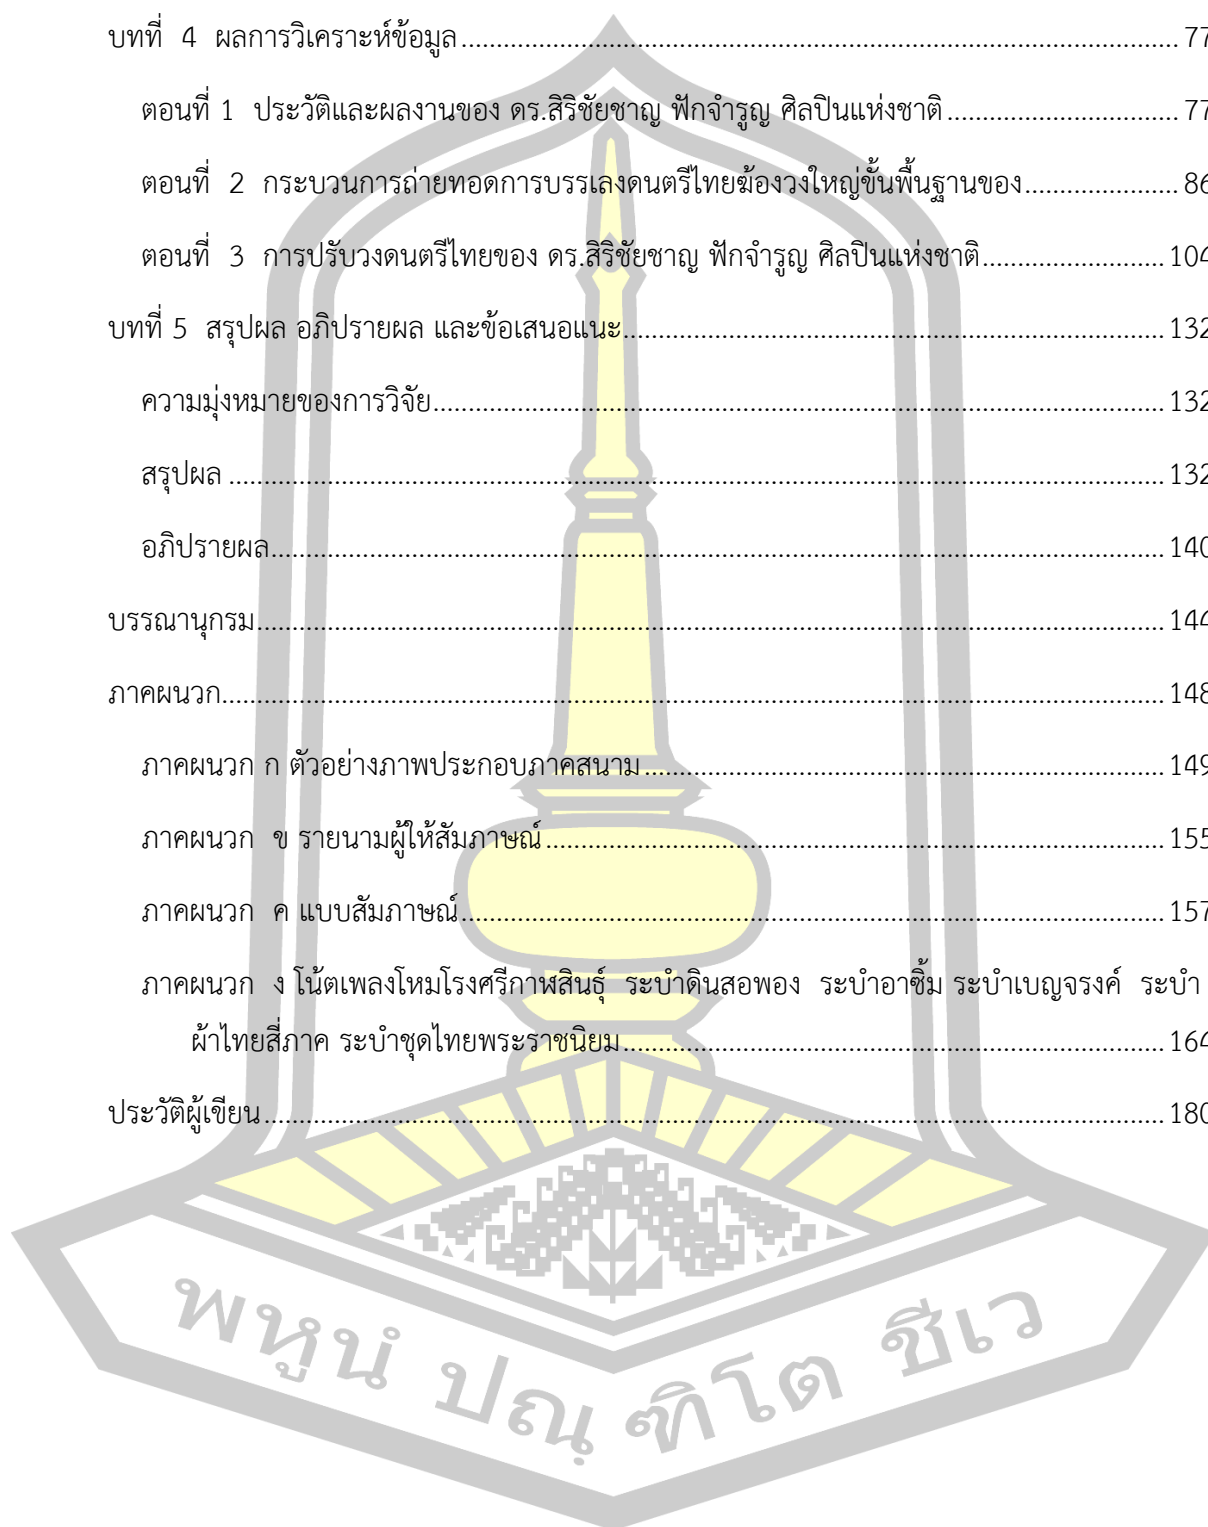 บทที่ 4 ผลการวิเคราะห์ข้อมูล........................ 77
ตอนที่ 1 ประวัติและผลงานของ ดร.สิริชัยชาญ ฟักจำรูญ ศิลปินแห่งชาติ........................ 77
ตอนที่ 2 กระบวนการถ่ายทอดการบรรเลงดนตรีไทยฆ้องวงใหญ่ขั้นพื้นฐานของ........................ 86
ตอนที่ 3 การปรับวงดนตรีไทยของ ดร.สิริชัยชาญ ฟักจำรูญ ศิลปินแห่งชาติ........................ 104
บทที่ 5 สรุปผล อภิปรายผล และข้อเสนอแนะ........................ 132
ความมุ่งหมายของการวิจัย........................ 132
สรุปผล ........................ 132
อภิปรายผล........................ 140
บรรณานุกรม........................ 144
ภาคผนวก........................ 148
ภาคผนวก ก ตัวอย่างภาพประกอบภาคสนาม........................ 149
ภาคผนวก ข รายนามผู้ให้สัมภาษณ์........................ 155
ภาคผนวก ค แบบสัมภาษณ์........................ 157
ภาคผนวก ง โน้ตเพลงโหมโรงศรีกาฬสินธุ์ ระบำดินสอพอง ระบำอาซิ้ม ระบำเบญจรงค์ ระบำ
ผ้าไทยสี่ภาค ระบำชุดไทยพระราชนิยม........................ 164
ประวัติผู้เขียน........................ 180
พหูนํ ปณฺฑิโต ชีเว